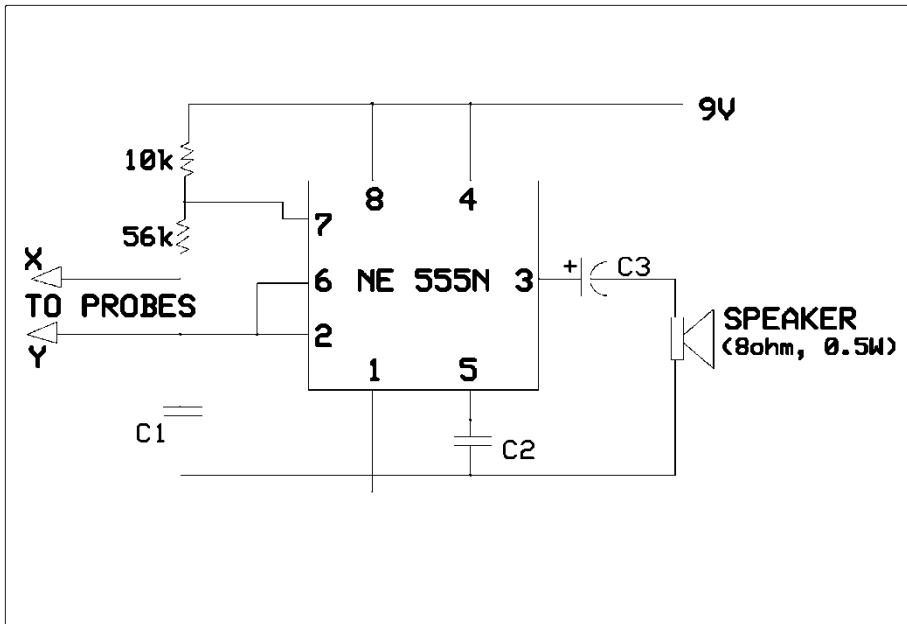 9V
10k
8 4
7
56k
X
6 NE 555N 3
+ C3
TO PROBES
2
Y
SPEAKER
(8ohm, 0.5W)
1 5
C1
C2